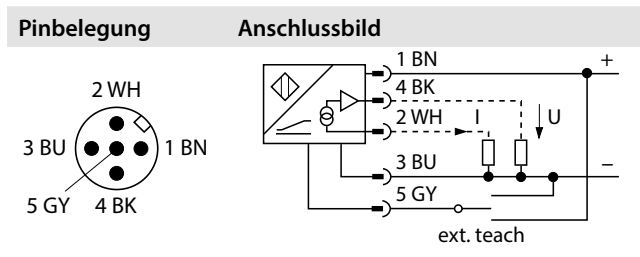 Pinbelegung
Anschlussbild
2 WH
3 BU
1 BN
5 GY
4 BK
1 BN
+
4 BK
2 WH
I
U
3 BU
–
5 GY
ext. teach